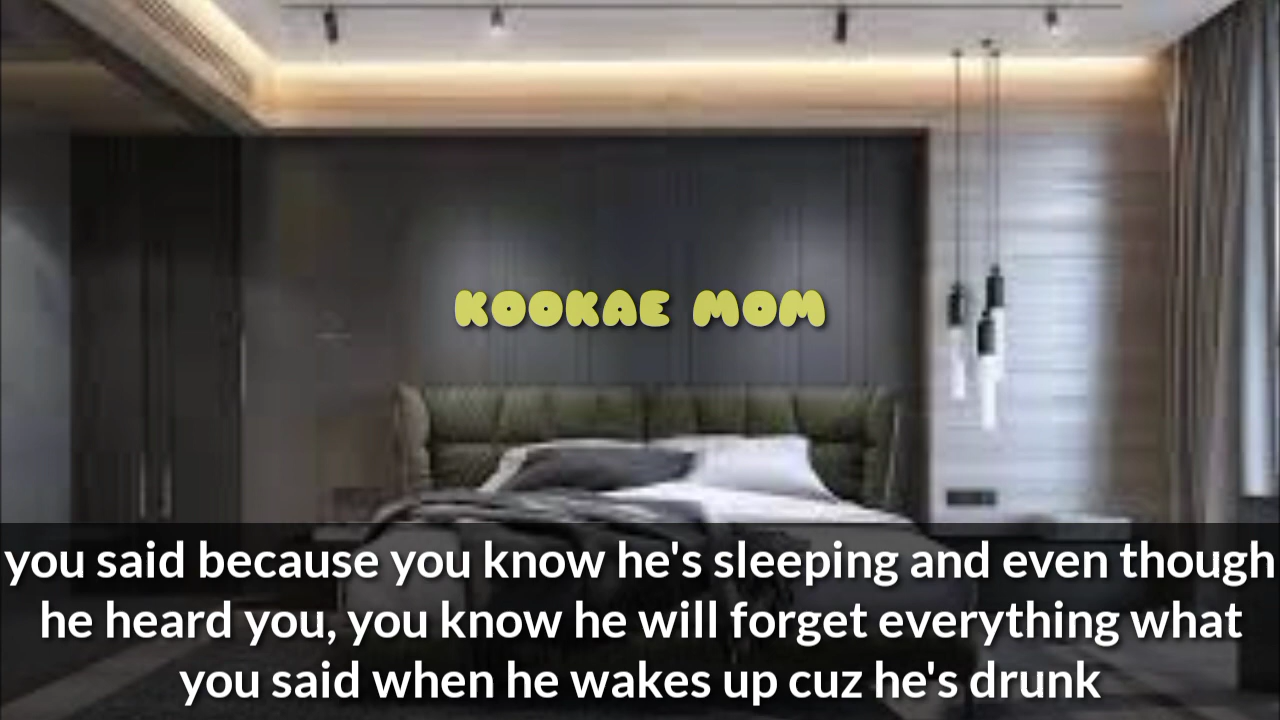 KOOKAE MOM
you said because you know he's sleeping and even though
he heard you, you know he will forget everything what
you said when he wakes up cuz he's drunk